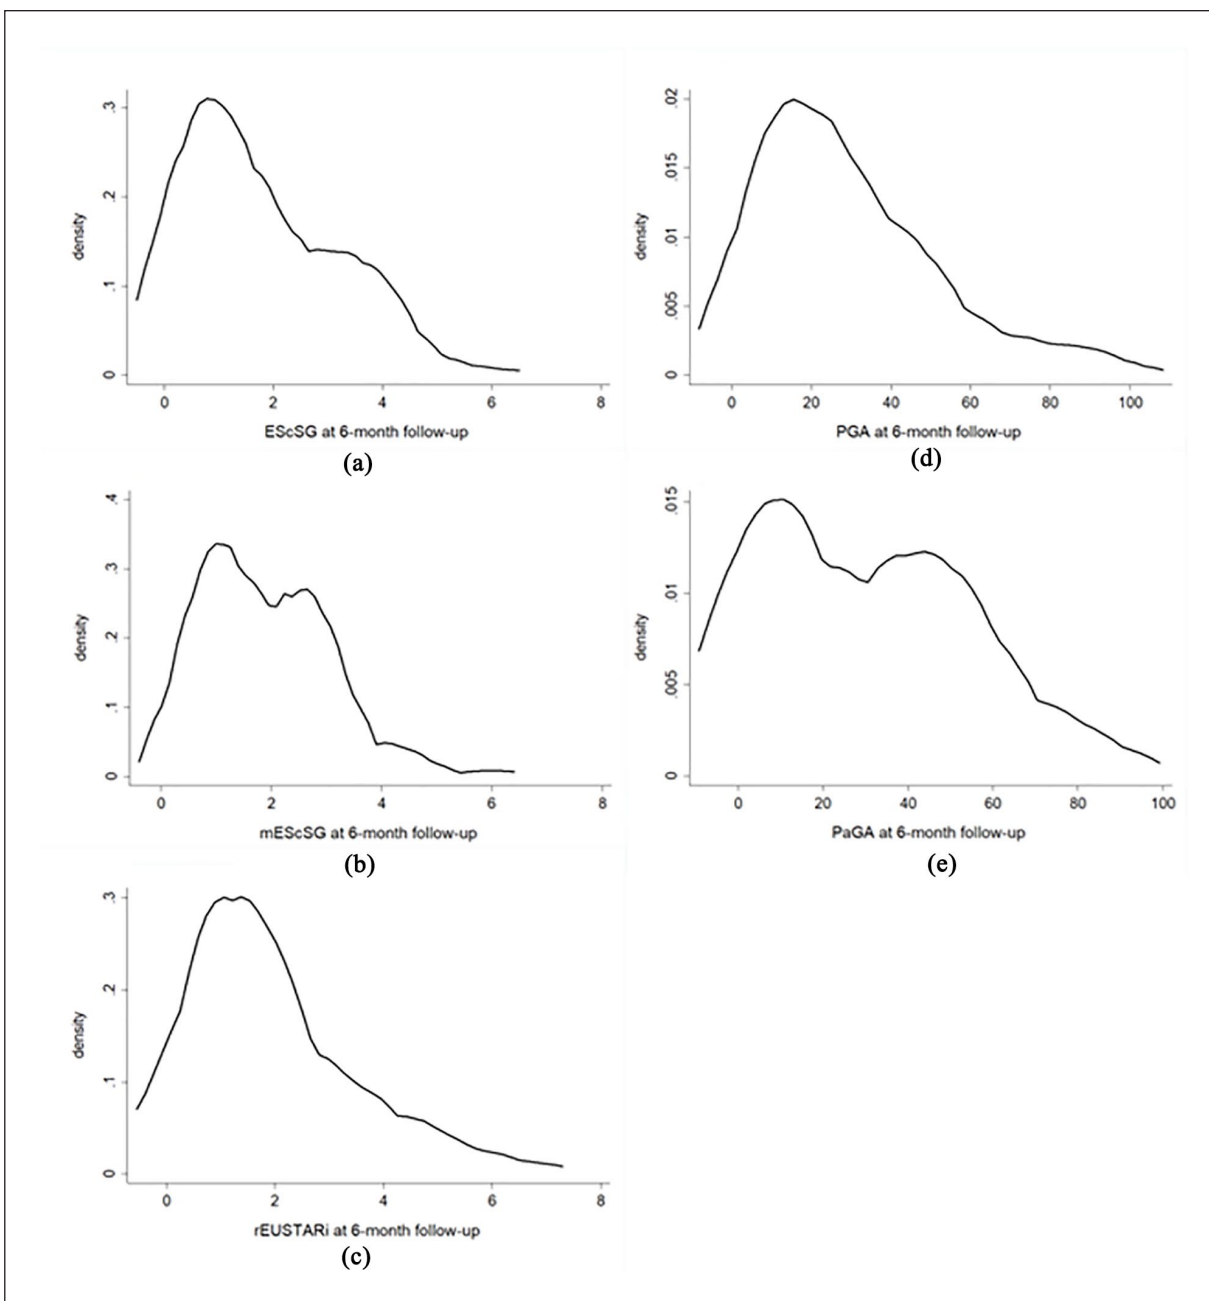 .3
.2
.1
0
density
0 2 4 6 8
EScSG at 6-month follow-up
(a)
.4
.3
.2
.1
0
density
0 2 4 6 8
mEScSG at 6-month follow-up
(b)
.3
.2
.1
0
density
0 2 4 6 8
rEUSTARi at 6-month follow-up
(c)
.02
.015
.01
.005
0
density
0 20 40 60 80 100
PGA at 6-month follow-up
(d)
.015
.01
.005
0
density
0 20 40 60 80 100
PaGA at 6-month follow-up
(e)